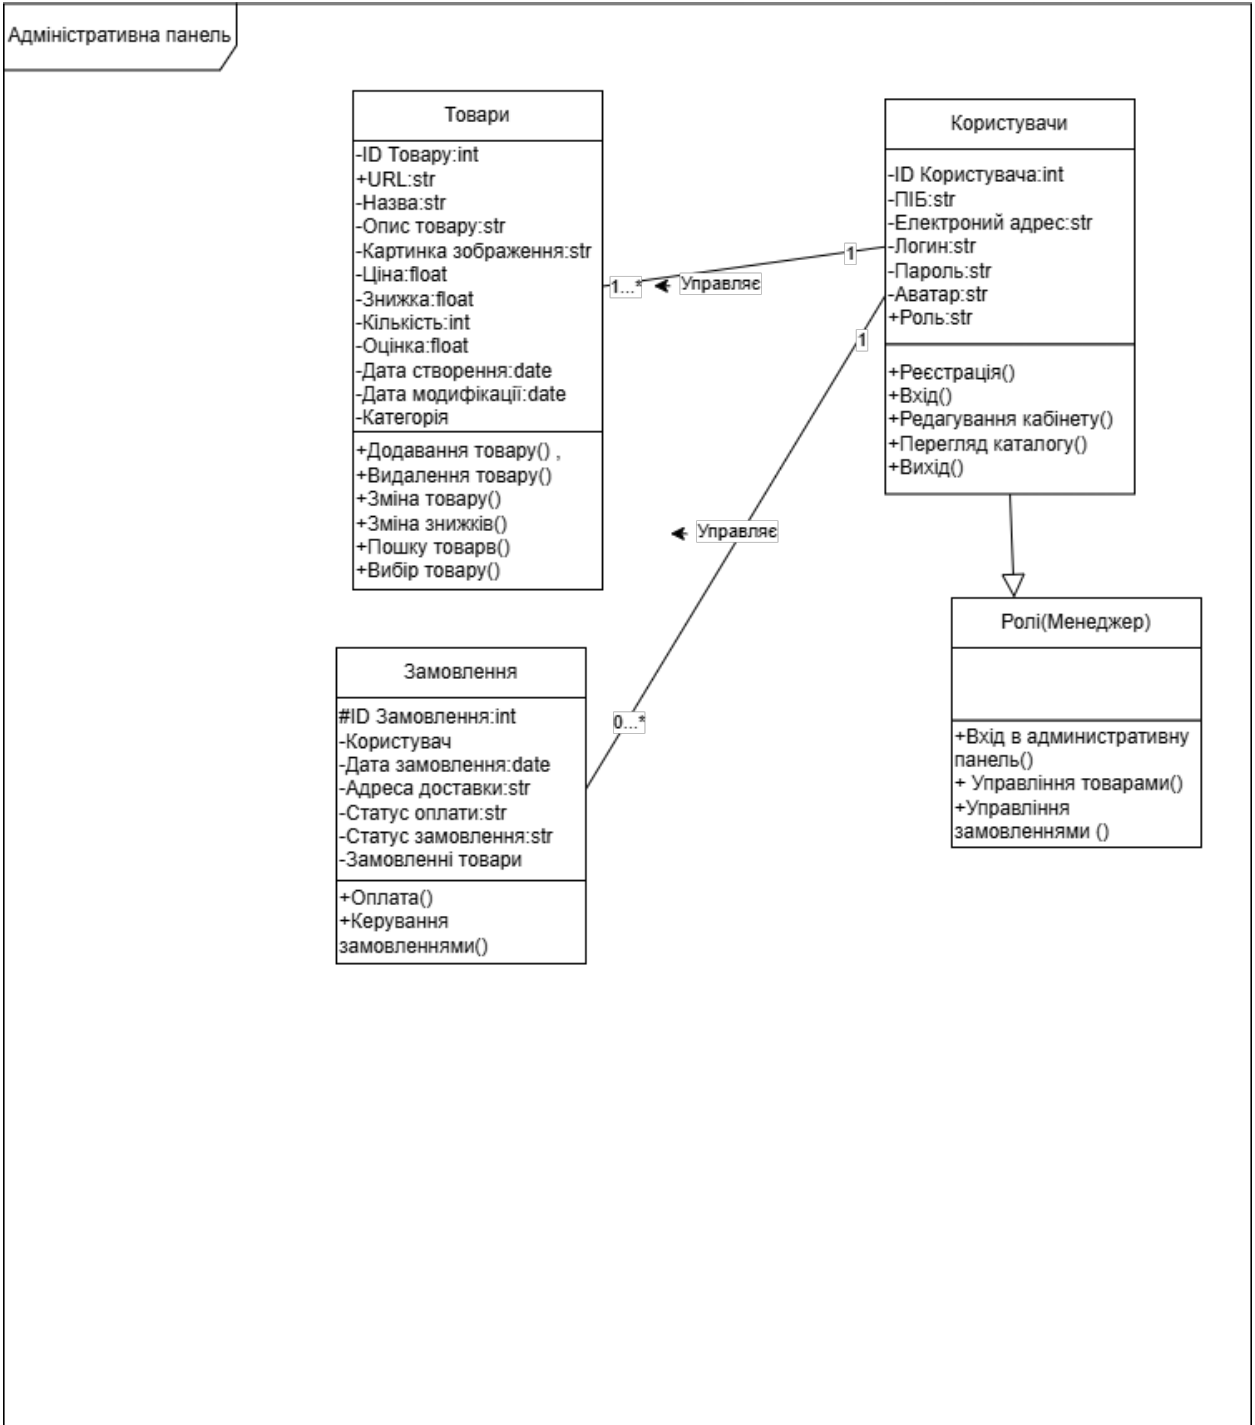 Адміністративна панель
Товари
-ID Товару:int
+URL:str
-Назва:str
-Опис товару:str
-Картинка зображення:str
-Ціна:float
-Знижка:float
-Кількість:int
-Оцінка:float
-Дата створення:date
-Дата модифікації:date
-Категорія
+Додавання товару() ,
+Видалення товару()
+Зміна товару()
+Зміна знижків()
+Пошку товарв()
+Вибір товару()
Користувачи
-ID Користувача:int
-ПІБ:str
-Електроний адрес:str
-Логин:str
-Пароль:str
-Аватар:str
+Роль:str
+Реєстрація()
+Вхід()
+Редагування кабінету()
+Перегляд каталогу()
+Вихід()
1
1...*
Управляє
1
Управляє
0...*
Замовлення
#ID Замовлення:int
-Користувач
-Дата замовлення:date
-Адреса доставки:str
-Статус оплати:str
-Статус замовлення:str
-Замовленні товари
+Оплата()
+Керування
замовленнями()
Ролі(Менеджер)
+Вхід в административну
панель()
+ Управління товарами()
+Управління
замовленнями ()